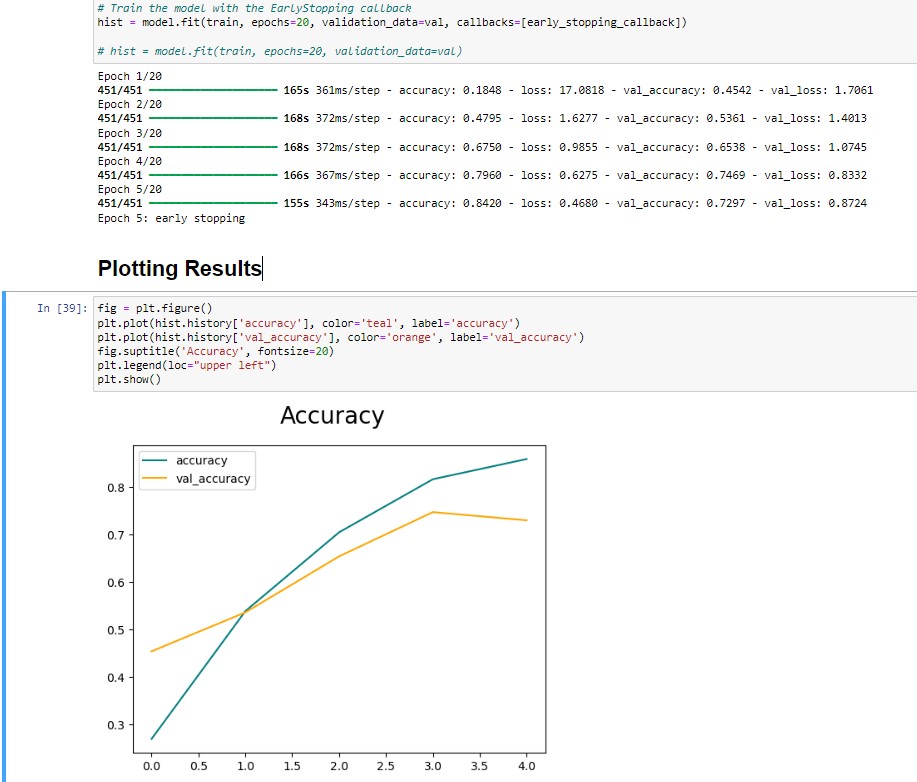 # Train the model with the EarlyStopping callback
hist = model.fit(train, epochs=20, validation_data=val, callbacks=[early_stopping_callback])
# hist = model.fit(train, epochs=20, validation_data=val)
Epoch 1/20
451/451 165s 361ms/step - accuracy: 0.1848 - loss: 17.0818 - val_accuracy: 0.4542 - val_loss: 1.7061
Epoch 2/20
451/451 168s 372ms/step - accuracy: 0.4795 - loss: 1.6277 - val_accuracy: 0.5361 - val_loss: 1.4013
Epoch 3/20
451/451 168s 372ms/step - accuracy: 0.6750 - loss: 0.9855 - val_accuracy: 0.6538 - val_loss: 1.0745
Epoch 4/20
451/451 166s 367ms/step - accuracy: 0.7960 - loss: 0.6275 - val_accuracy: 0.7469 - val_loss: 0.8332
Epoch 5/20
451/451 155s 343ms/step - accuracy: 0.8420 - loss: 0.4680 - val_accuracy: 0.7297 - val_loss: 0.8724
Epoch 5: early stopping
Plotting Results
In [39]: fig = plt.figure()
plt.plot(hist.history['accuracy'], color='teal', label='accuracy')
plt.plot(hist.history['val_accuracy'], color='orange', label='val_accuracy')
fig.suptitle('Accuracy', fontsize=20)
plt.legend(loc="upper left")
plt.show()
Accuracy
accuracy
val_accuracy
0.8
0.7
0.6
0.5
0.4
0.3
0.0 0.5 1.0 1.5 2.0 2.5 3.0 3.5 4.0